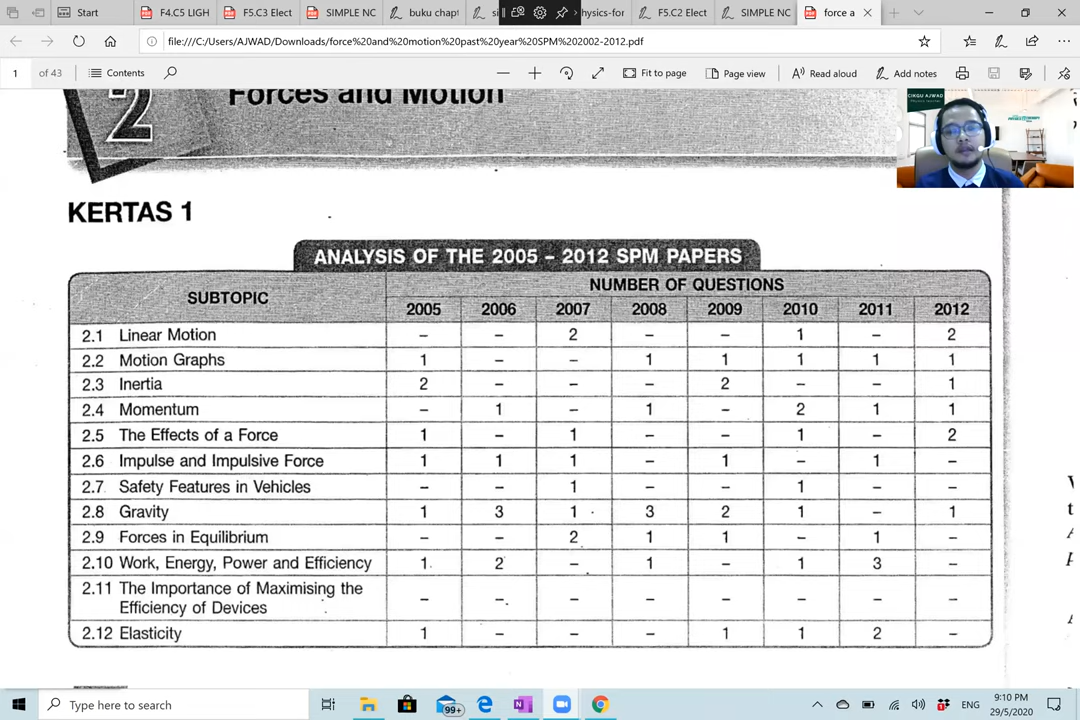 Start
F4.C5 LIGH
F5.C3 Elect
SIMPLE NC
buku chapt
hysics-for
F5.C2 Elect
SIMPLE NC
force a
file:///C:/Users/AJWAD/Downloads/force%20and%20motion%20past%20year%20SPM%202002-2012.pdf
1 of 43 Contents Fit to page Page view Read aloud Add notes
2 Forces and Motion
CIKGU AJWAD
KERTAS 1
ANALYSIS OF THE 2005 – 2012 SPM PAPERS
SUBTOPIC NUMBER OF QUESTIONS
2005 2006 2007 2008 2009 2010 2011 2012
2.1 Linear Motion – – 2 – – 1 – 2
2.2 Motion Graphs 1 – – 1 1 1 1 1
2.3 Inertia 2 – – – 2 – – 1
2.4 Momentum – 1 – 1 – 2 1 1
2.5 The Effects of a Force 1 – 1 – – 1 – 2
2.6 Impulse and Impulsive Force 1 1 1 – 1 – 1 –
2.7 Safety Features in Vehicles – – 1 – – 1 – –
2.8 Gravity 1 3 1 3 2 1 – 1
2.9 Forces in Equilibrium – – 2 1 1 – 1 –
2.10 Work, Energy, Power and Efficiency 1 2 – 1 – 1 3 –
2.11 The Importance of Maximising the
Efficiency of Devices – – – – – – – –
2.12 Elasticity 1 – – – 1 1 2 –
Type here to search
99+
ENG
9:10 PM
29/5/2020